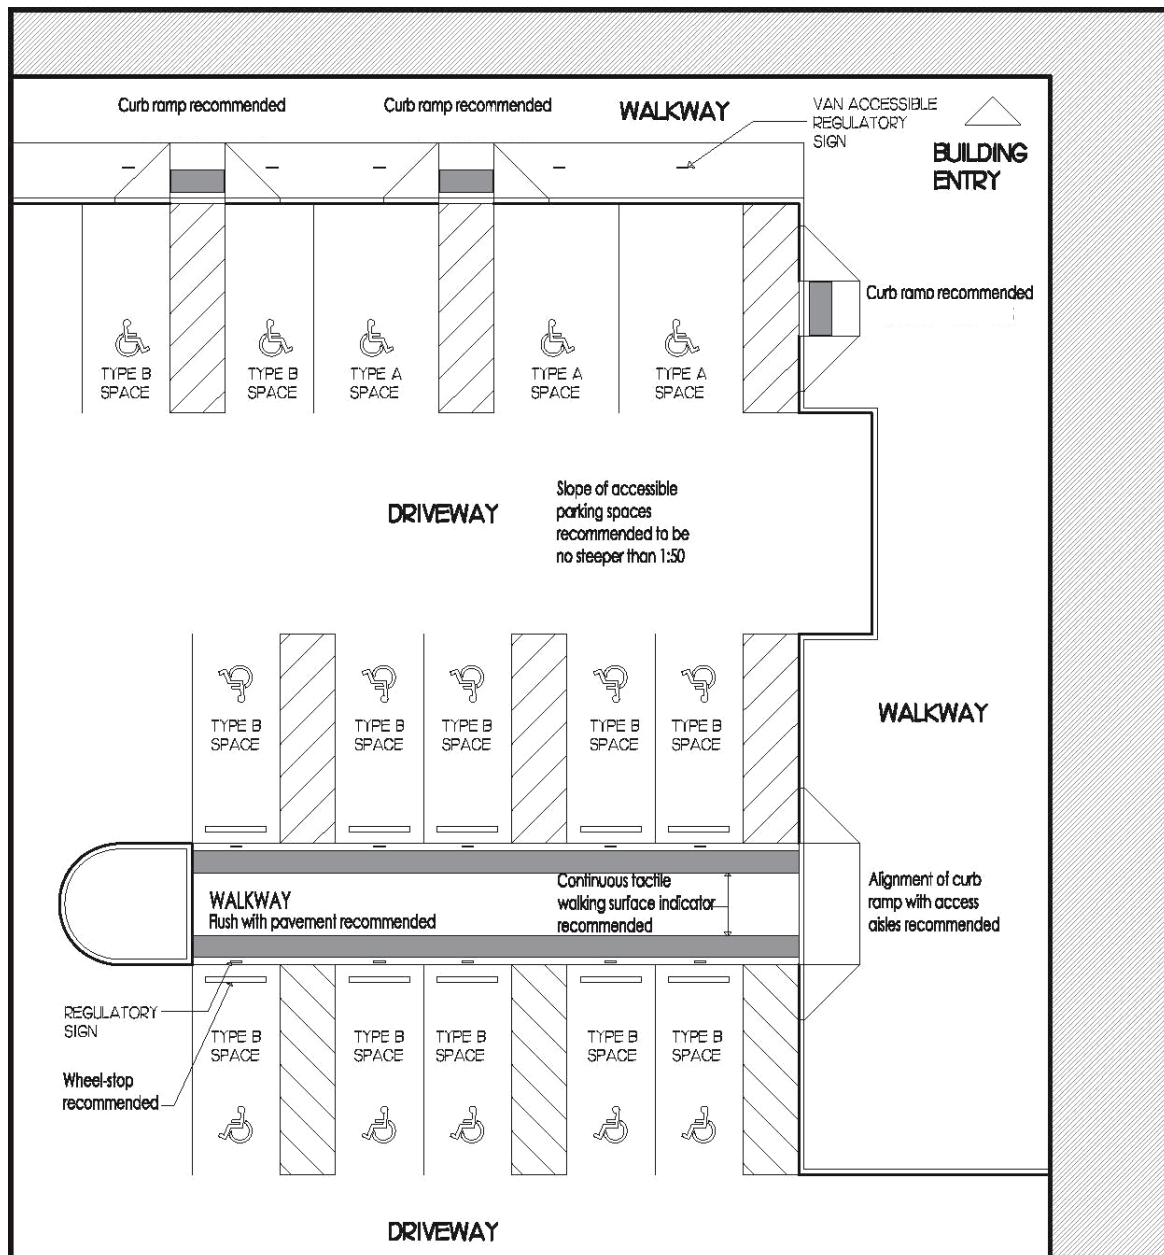 Curb ramp recommended
Curb ramp recommended
WALKWAY
VAN ACCESSIBLE
REGULATORY
SIGN
BUILDING
ENTRY
Curb ramp recommended
TYPE B
SPACE
TYPE B
SPACE
TYPE A
SPACE
TYPE A
SPACE
TYPE A
SPACE
DRIVEWAY
Slope of accessible
parking spaces
recommended to be
no steeper than 1:50
TYPE B
SPACE
TYPE B
SPACE
TYPE B
SPACE
TYPE B
SPACE
TYPE B
SPACE
WALKWAY
WALKWAY
Flush with pavement recommended
Continuous tactile
walking surface indicator
recommended
Alignment of curb
ramp with access
aisles recommended
REGULATORY
SIGN
Wheel-stop
recommended
TYPE B
SPACE
TYPE B
SPACE
TYPE B
SPACE
TYPE B
SPACE
TYPE B
SPACE
DRIVEWAY